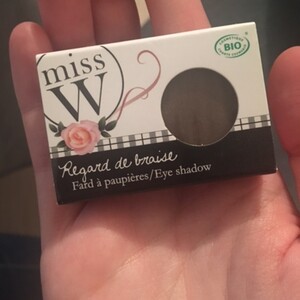 miss
W
BIO
Regard de braise
Fard à paupières/Eye shadow